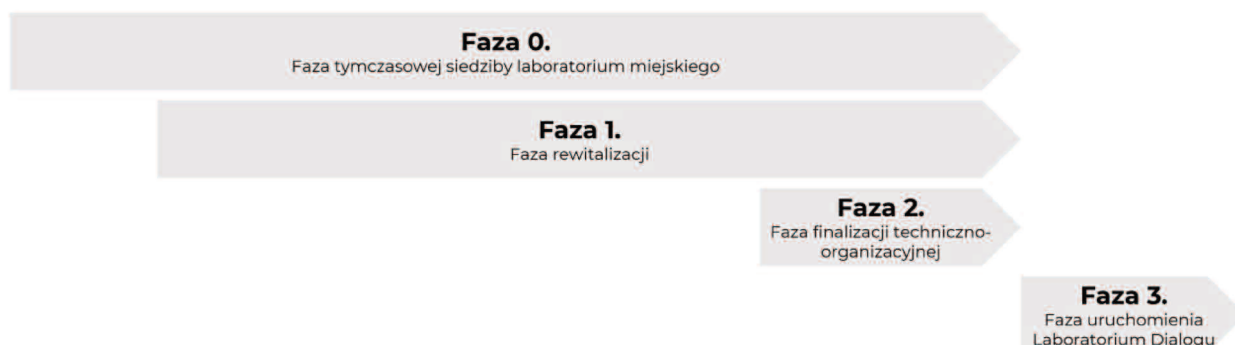 Faza 0.
Faza tymczasowej siedziby laboratorium miejskiego
Faza 1.
Faza rewitalizacji
Faza 2.
Faza finalizacji techniczno-
organizacyjnej
Faza 3.
Faza uruchomienia
Laboratorium Dialogu